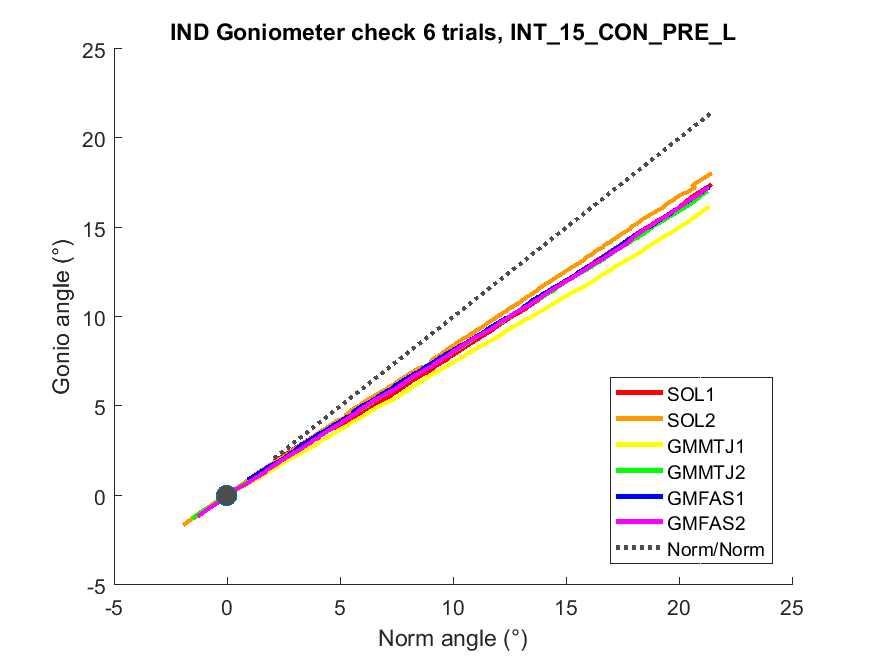 IND Goniometer check 6 trials, INT_15_CON_PRE_L
25
20
15
10
5
0
-5
Gonio angle (°)
-5 0 5 10 15 20 25
Norm angle (°)
SOL1
SOL2
GMMTJ1
GMMTJ2
GMFAS1
GMFAS2
Norm/Norm